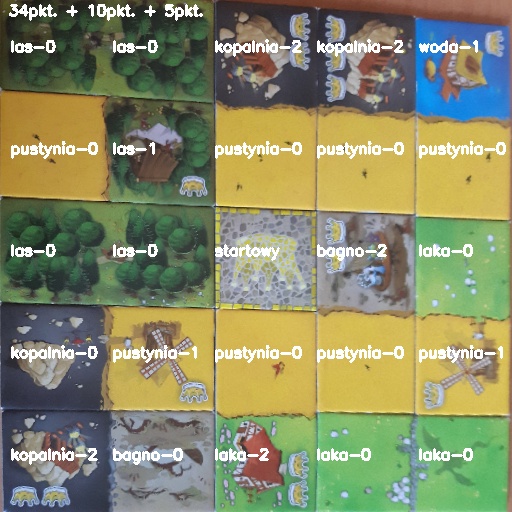 34pkt. + 10pkt. + 5pkt.
las-0 las-0 kopalnia-2 kopalnia-2 woda-1
pustynia-0 las-1 pustynia-0 pustynia-0 pustynia-0
las-0 las-0 startowy bagno-2 laka-0
kopalnia-0 pustynia-1 pustynia-0 pustynia-0 pustynia-1
kopalnia-2 bagno-0 laka-2 laka-0 laka-0